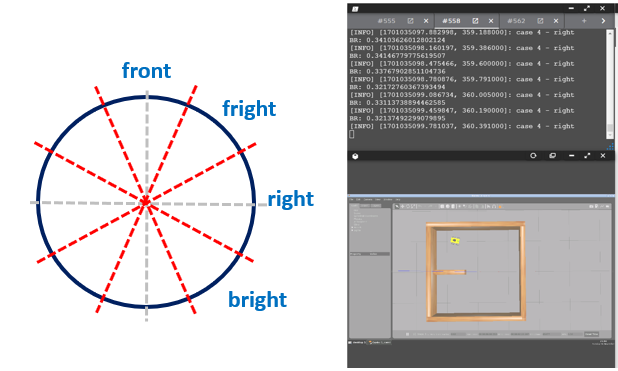 front
fright
right
bright
#555
#558
#562
[INFO] [1701035097.882998, 359.188000]: case 4 - right
BR: 0.34103626012802124
[INFO] [1701035098.160197, 359.386000]: case 4 - right
BR: 0.34146779775619507
[INFO] [1701035098.475466, 359.600000]: case 4 - right
BR: 0.33767902851104736
[INFO] [1701035098.780876, 359.791000]: case 4 - right
BR: 0.32172760367393494
[INFO] [1701035099.086734, 360.005000]: case 4 - right
BR: 0.33113738894462585
[INFO] [1701035099.459847, 360.190000]: case 4 - right
BR: 0.32137492299079895
[INFO] [1701035099.781037, 360.391000]: case 4 - right